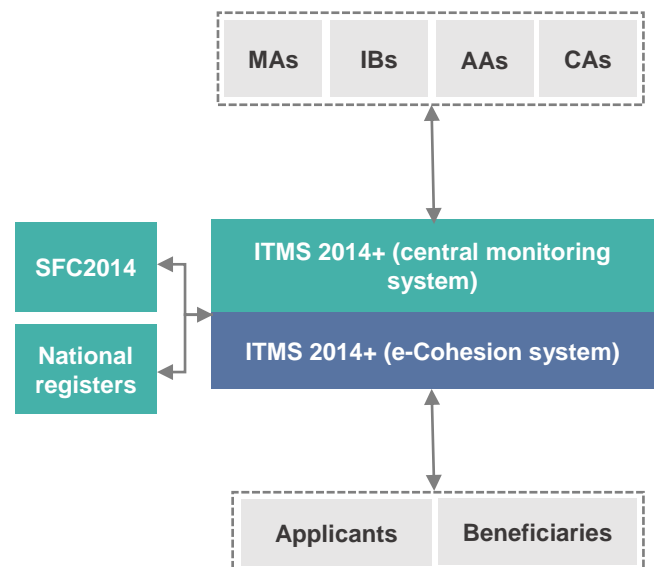 MAs IBs AAs CAs
ITMS 2014+ (central monitoring
system)
SFC2014
ITMS 2014+ (e-Cohesion system)
National
registers
Applicants Beneficiaries